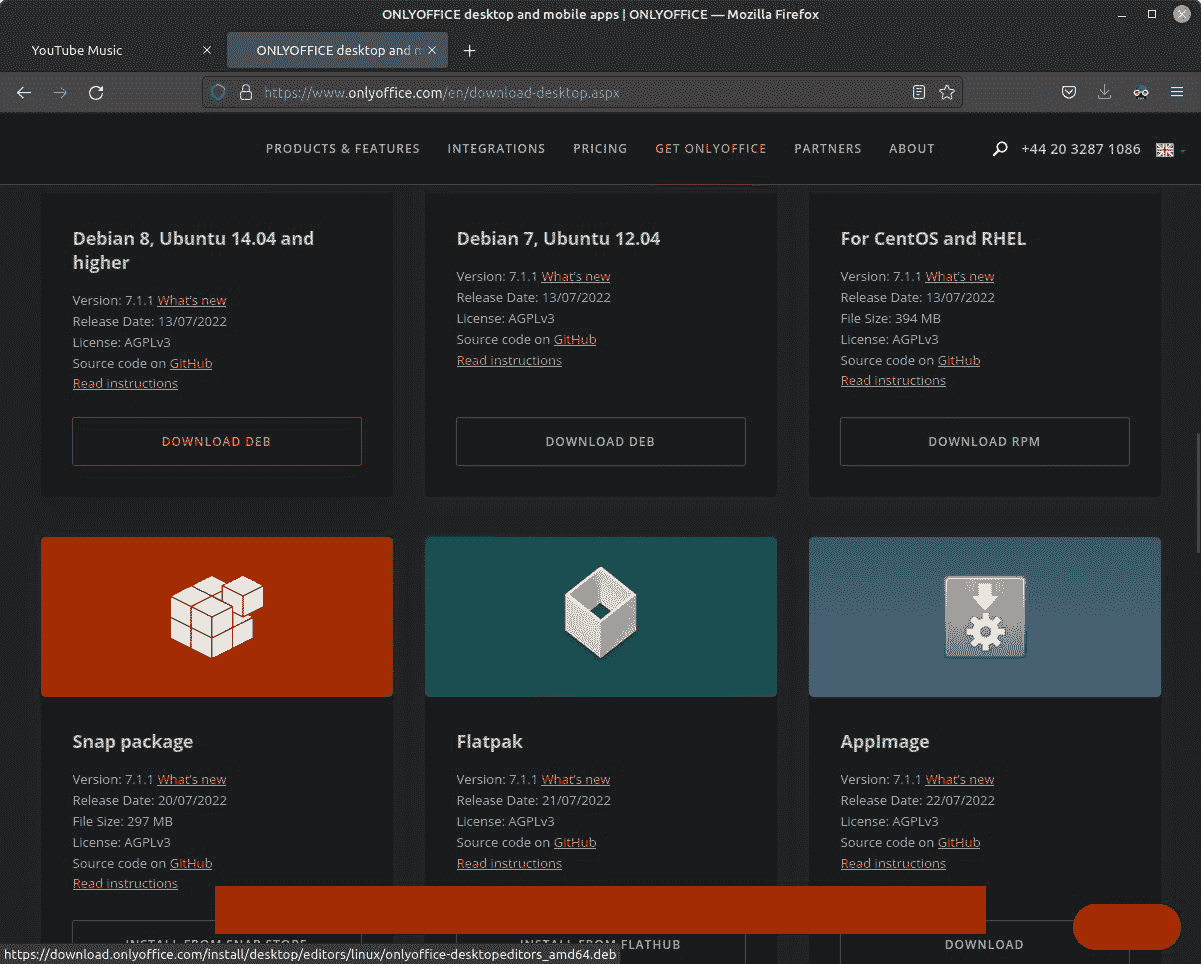 ONLYOFFICE desktop and mobile apps | ONLYOFFICE — Mozilla Firefox
YouTube Music
ONLYOFFICE desktop and m
https://www.onlyoffice.com/en/download-desktop.aspx
PRODUCTS & FEATURES INTEGRATIONS PRICING GET ONLYOFFICE PARTNERS ABOUT +44 20 3287 1086
Debian 8, Ubuntu 14.04 and
higher
Version: 7.1.1 What's new
Release Date: 13/07/2022
License: AGPLv3
Source code on GitHub
Read instructions
DOWNLOAD DEB
Debian 7, Ubuntu 12.04
Version: 7.1.1 What's new
Release Date: 13/07/2022
License: AGPLv3
Source code on GitHub
Read instructions
DOWNLOAD DEB
For CentOS and RHEL
Version: 7.1.1 What's new
Release Date: 13/07/2022
File Size: 394 MB
License: AGPLv3
Source code on GitHub
Read instructions
DOWNLOAD RPM
Snap package
Version: 7.1.1 What's new
Release Date: 20/07/2022
File Size: 297 MB
License: AGPLv3
Source code on GitHub
Read instructions
INSTALL FROM SNAP STORE
Flatpak
Version: 7.1.1 What's new
Release Date: 21/07/2022
License: AGPLv3
Source code on GitHub
Read instructions
INSTALL FROM FLATHUB
AppImage
Version: 7.1.1 What's new
Release Date: 22/07/2022
License: AGPLv3
Source code on GitHub
Read instructions
DOWNLOAD
https://download.onlyoffice.com/install/desktop/editors/linux/onlyoffice-desktopeditors_amd64.deb